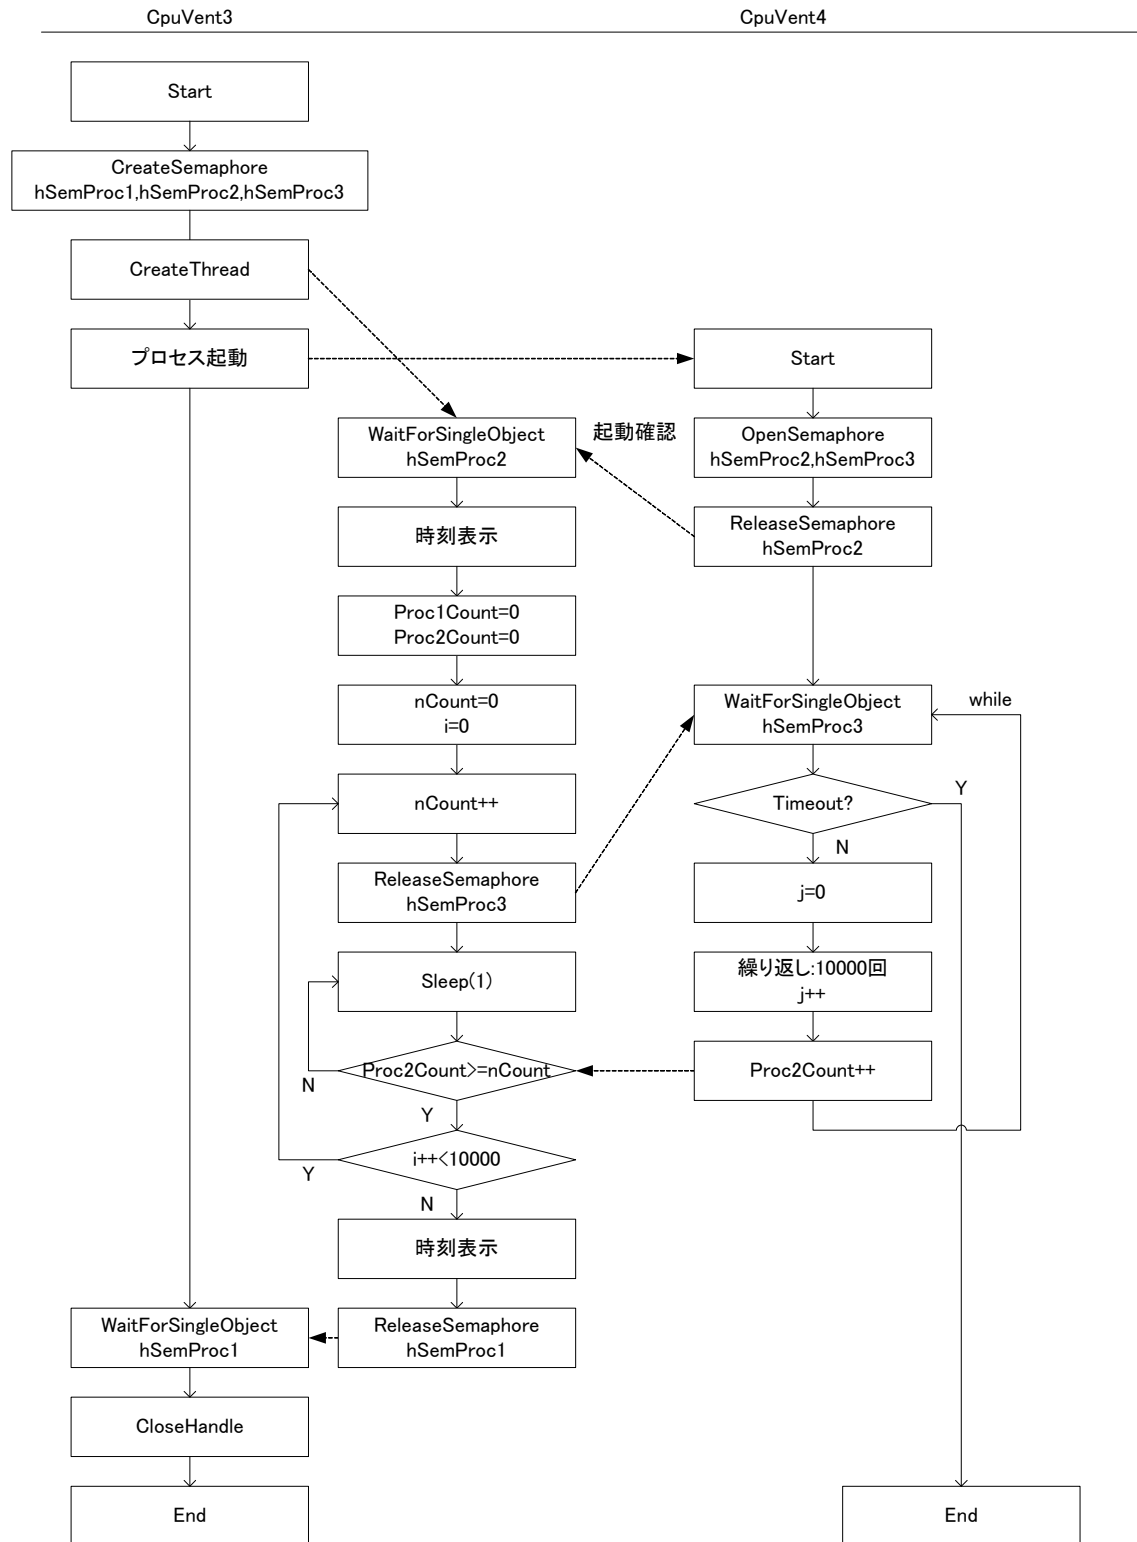 CpuVent3
CpuVent4
Start
CreateSemaphore
hSemProc1,hSemProc2,hSemProc3
CreateThread
プロセス起動
Start
WaitForSingleObject
hSemProc2
起動確認
OpenSemaphore
hSemProc2,hSemProc3
時刻表示
ReleaseSemaphore
hSemProc2
Proc1Count=0
Proc2Count=0
nCount=0
i=0
WaitForSingleObject
hSemProc3
while
nCount++
Timeout?
Y
N
ReleaseSemaphore
hSemProc3
j=0
Sleep(1)
繰り返し:10000回
j++
Proc2Count>=nCount
N
Y
Proc2Count++
i++<10000
Y
N
時刻表示
WaitForSingleObject
hSemProc1
ReleaseSemaphore
hSemProc1
CloseHandle
End
End